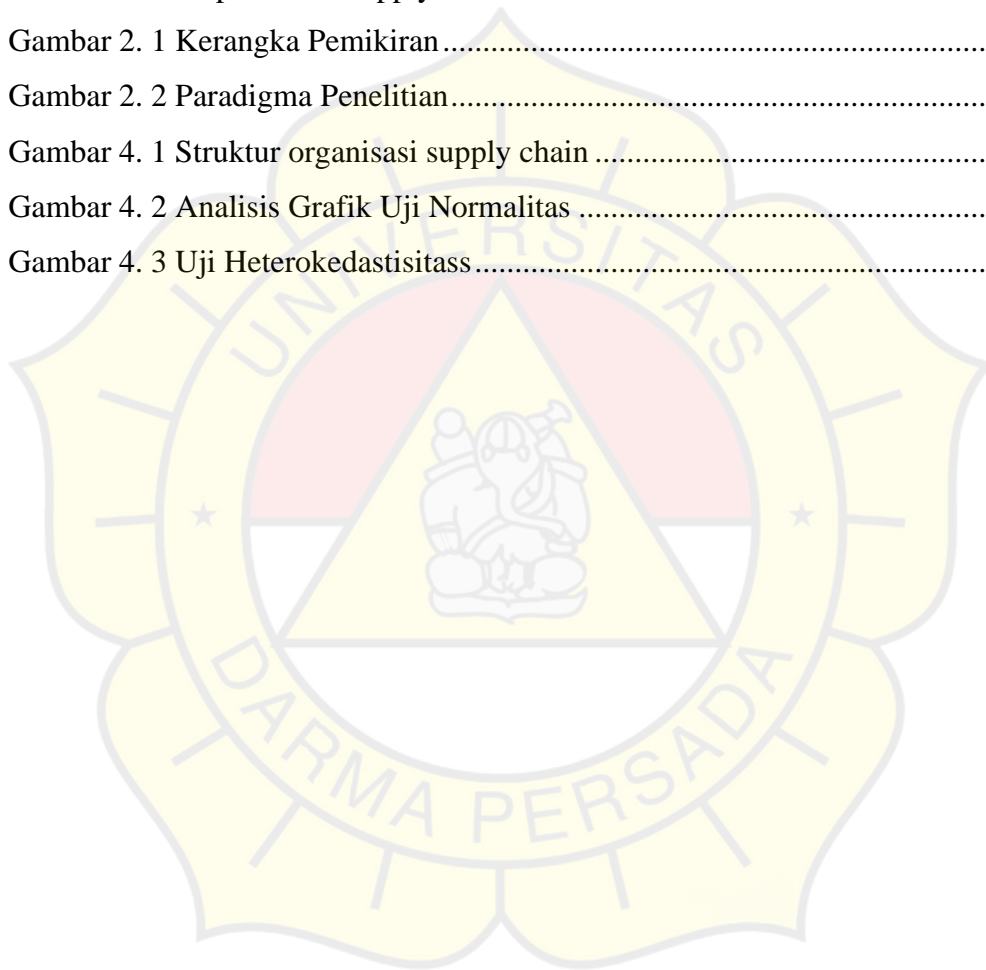 Gambar 2. 1 Kerangka Pemikiran....................................................................................
Gambar 2. 2 Paradigma Penelitian...................................................................................
Gambar 4. 1 Struktur organisasi supply chain ................................................................
Gambar 4. 2 Analisis Grafik Uji Normalitas ...................................................................
Gambar 4. 3 Uji Heterokedastisitass................................................................................
UNIVERSITAS
DARMA PERSADA